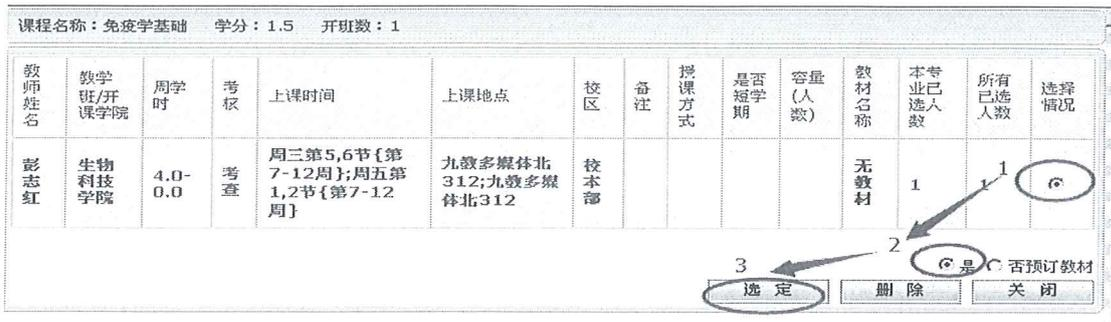 课程名称：免疫学基础 学分：1.5 开班数：1
教师姓名 教学班/开课学院 周学时 考核 上课时间 上课地点 校区 备注 授课方式 是否短学期 容量(人数) 教材名称 本专业已选人数 所有已选人数 选择情况
彭志红 生物科技学院 4.0-0.0 考查 周三第5,6节{第7-12周};周五第1,2节{第7-12周} 九教多媒体北312;九教多媒体北312 校本部 无教材 1 1
1
2
是 否预订教材
3
选 定 删 除 关 闭